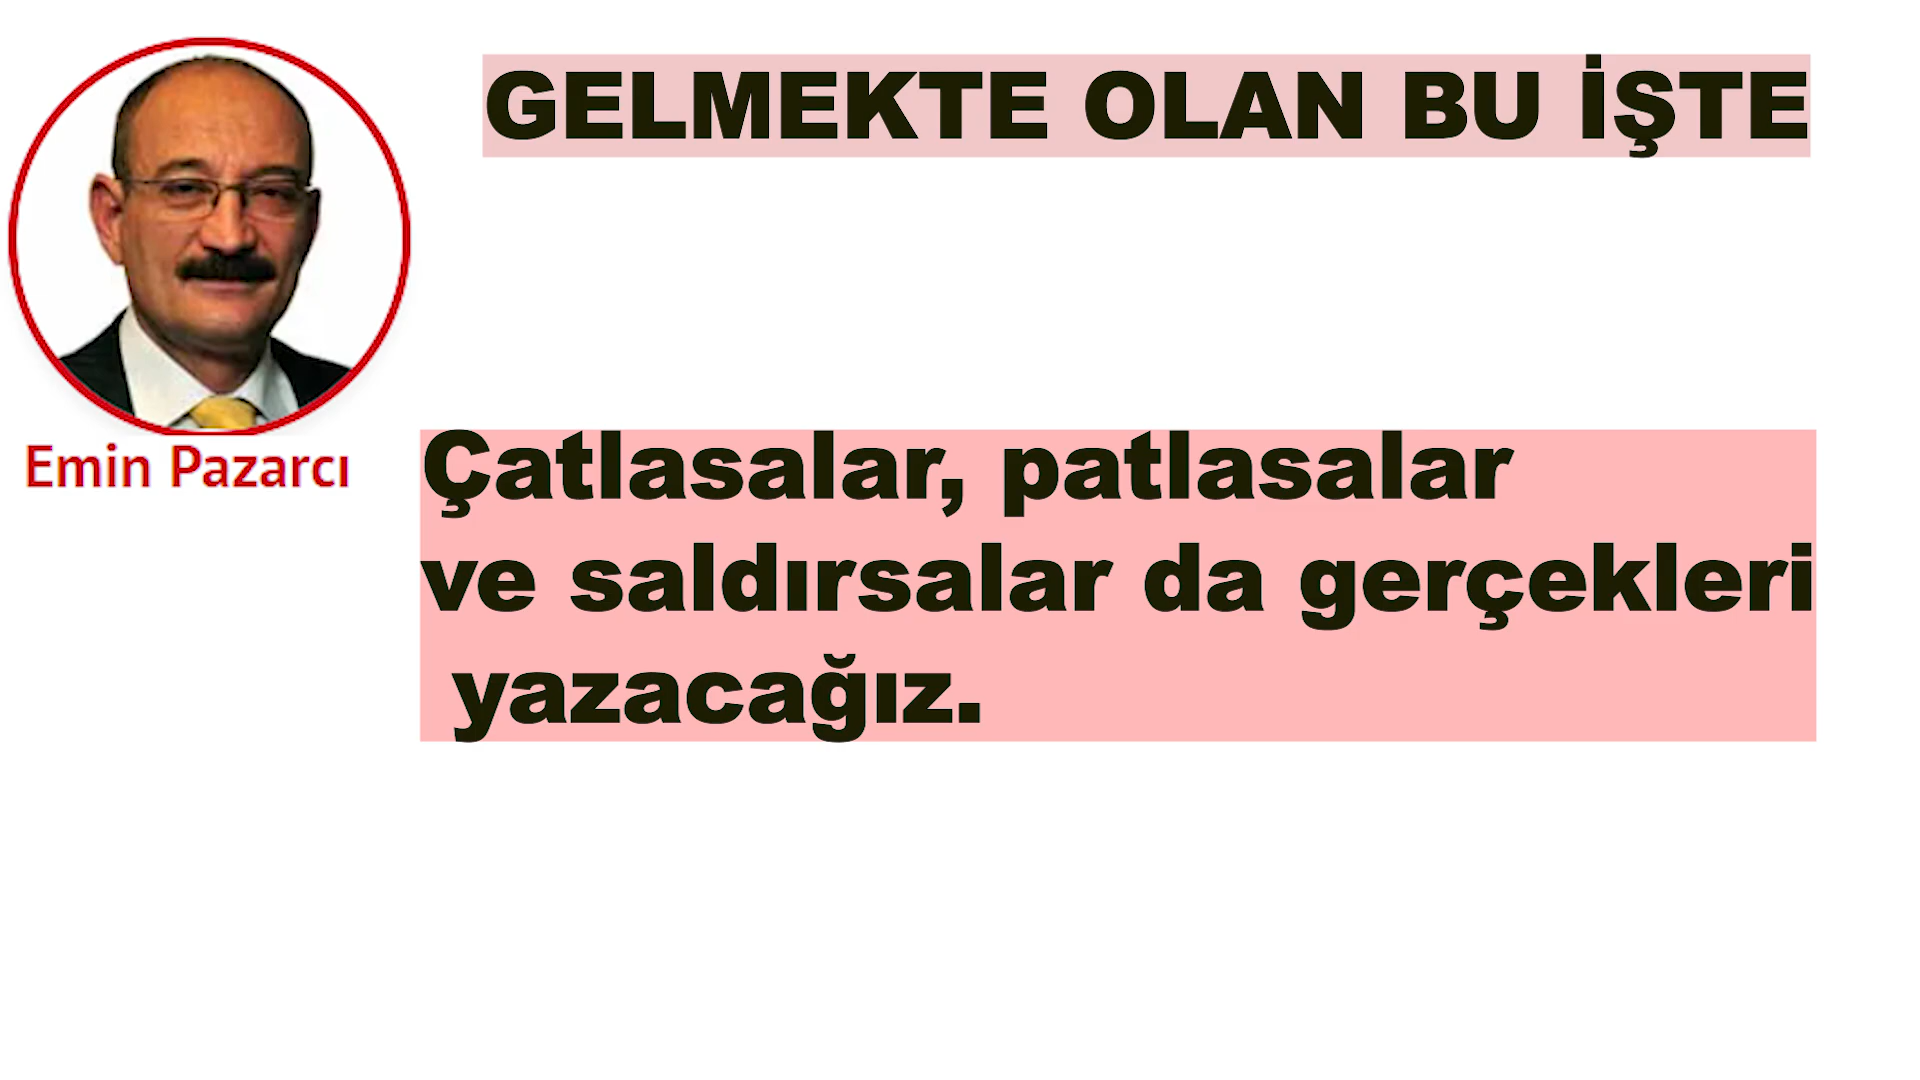 GELMEKTE OLAN BU İŞTE
Emin Pazarcı
Çatlasalar, patlasalar
ve saldırsalar da gerçekleri
yazacağız.